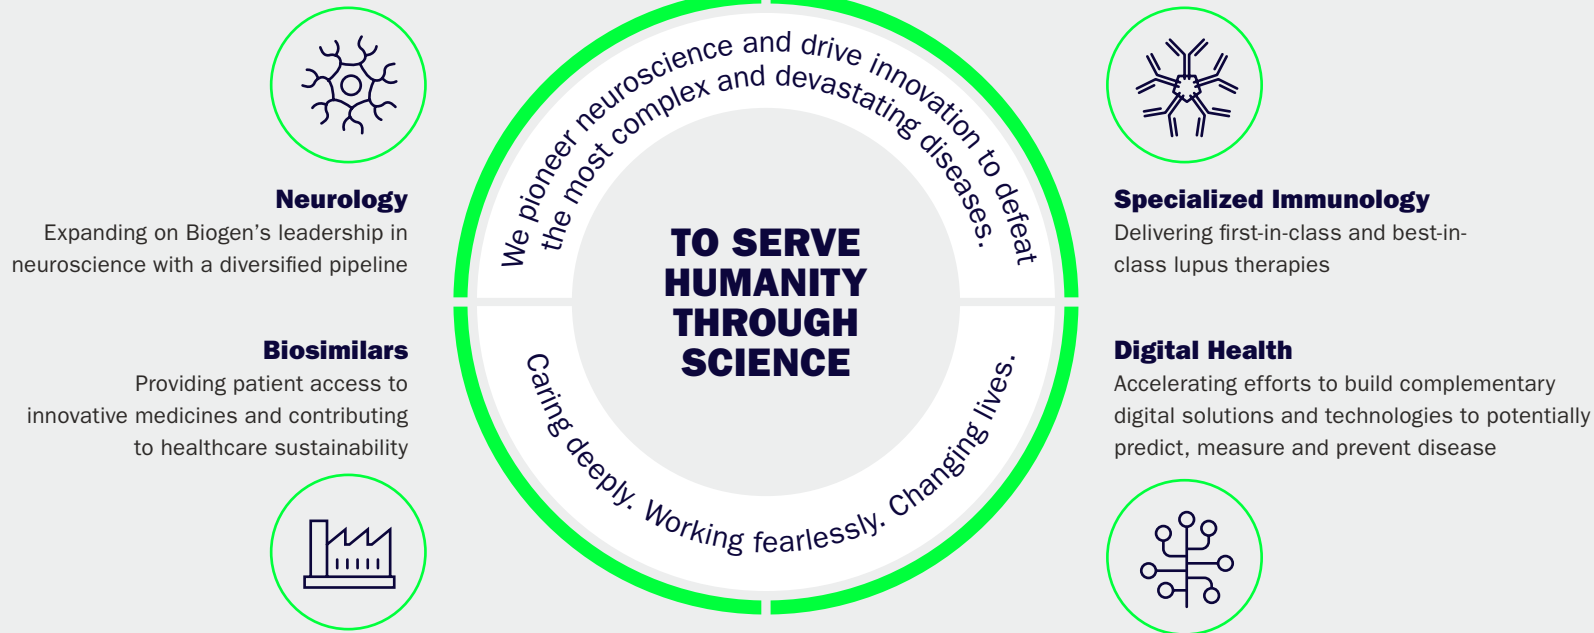 We pioneer neuroscience and drive innovation to defeat
the most complex and devastating diseases.
TO SERVE
HUMANITY
THROUGH
SCIENCE
Caring deeply. Working fearlessly. Changing lives.
Neurology
Expanding on Biogen’s leadership in
neuroscience with a diversified pipeline
Biosimilars
Providing patient access to
innovative medicines and contributing
to healthcare sustainability
Specialized Immunology
Delivering first-in-class and best-in-
class lupus therapies
Digital Health
Accelerating efforts to build complementary
digital solutions and technologies to potentially
predict, measure and prevent disease